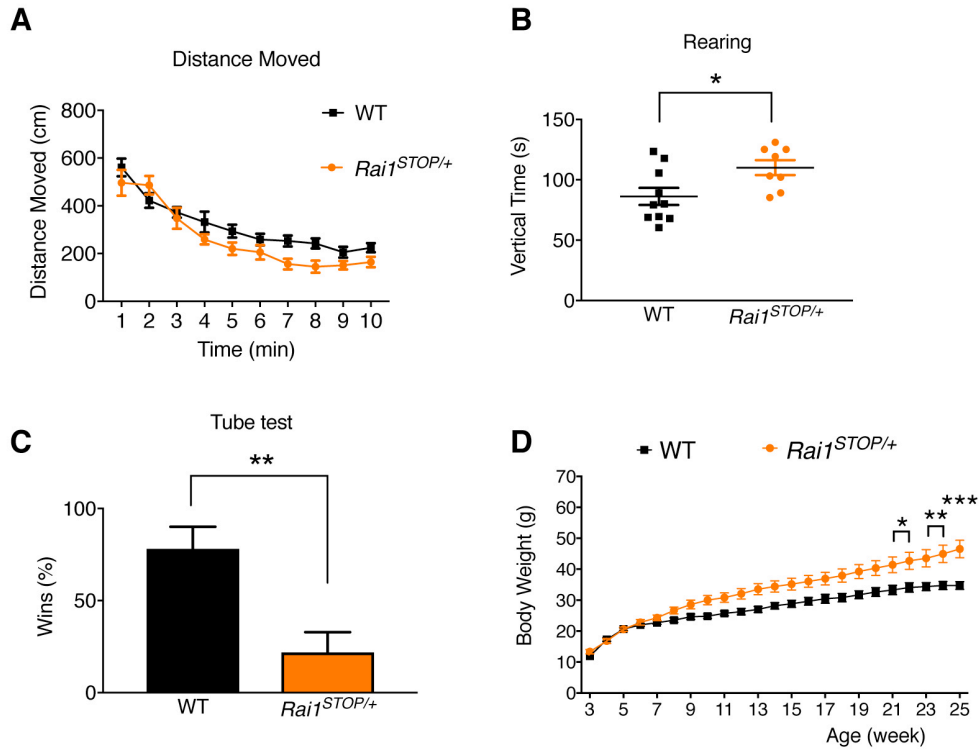 A
Distance Moved
WT
Rai1STOP/+
Distance Moved (cm)
800
600
400
200
0
1 2 3 4 5 6 7 8 9 10
Time (min)
B
Rearing
*
Vertical Time (s)
150
100
50
0
WT Rai1STOP/+
C
Tube test
**
Wins (%)
100
50
0
WT Rai1STOP/+
D
WT Rai1STOP/+
Body Weight (g)
70
60
50
40
30
20
10
0
* ** ***
3 5 7 9 11 13 15 17 19 21 23 25
Age (week)